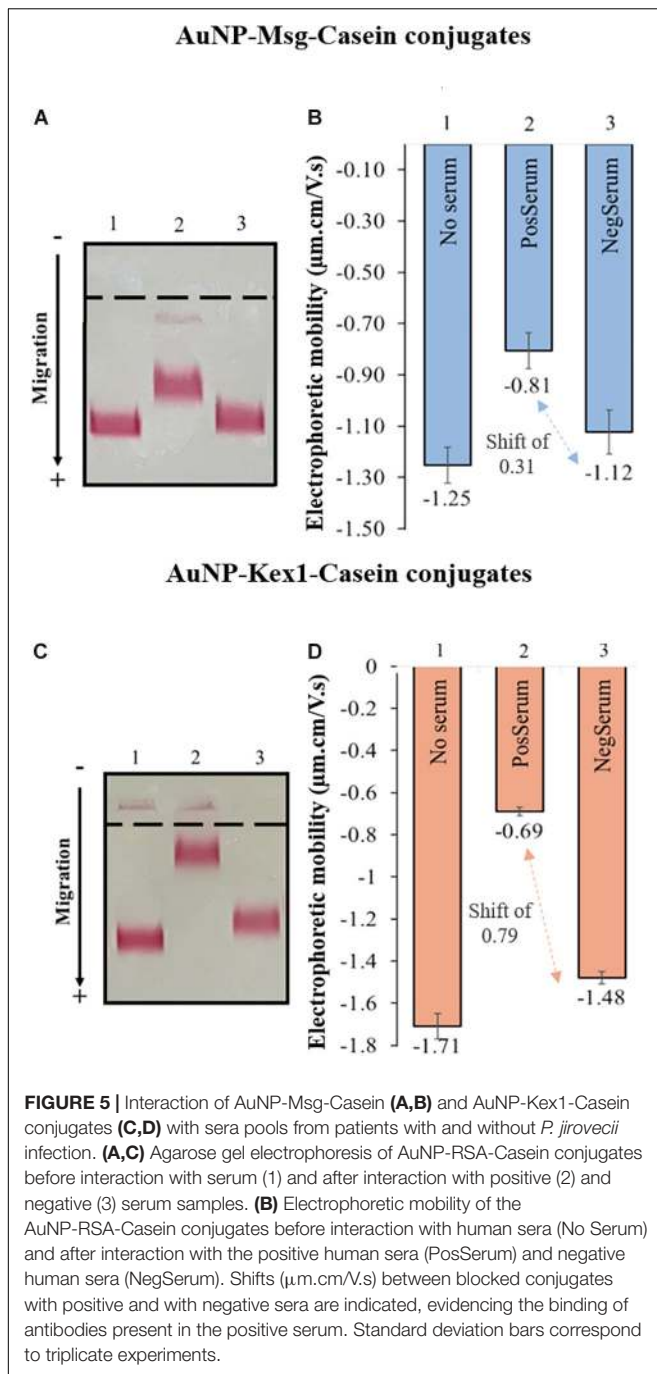 AuNP-Msg-Casein conjugates
A
B
1 2 3
-
Migration
+
1 2 3
Electrophoretic mobility (µm.cm/V.s)
-0.10
-0.30
-0.50
-0.70
-0.90
-1.10
-1.30
-1.50
No serum
PosSerum
NegSerum
-0.81
Shift of
0.31
-1.12
-1.25
AuNP-Kex1-Casein conjugates
C
D
1 2 3
-
Migration
+
1 2 3
Electrophoretic mobility (µm.cm/V.s)
0
-0.2
-0.4
-0.6
-0.8
-1
-1.2
-1.4
-1.6
-1.8
No serum
PosSerum
NegSerum
-0.69
Shift of
0.79
-1.48
-1.71
FIGURE 5 | Interaction of AuNP-Msg-Casein (A,B) and AuNP-Kex1-Casein
conjugates (C,D) with sera pools from patients with and without P. jirovecii
infection. (A,C) Agarose gel electrophoresis of AuNP-RSA-Casein conjugates
before interaction with serum (1) and after interaction with positive (2) and
negative (3) serum samples. (B) Electrophoretic mobility of the
AuNP-RSA-Casein conjugates before interaction with human sera (No Serum)
and after interaction with the positive human sera (PosSerum) and negative
human sera (NegSerum). Shifts (µm.cm/V.s) between blocked conjugates
with positive and with negative sera are indicated, evidencing the binding of
antibodies present in the positive serum. Standard deviation bars correspond
to triplicate experiments.